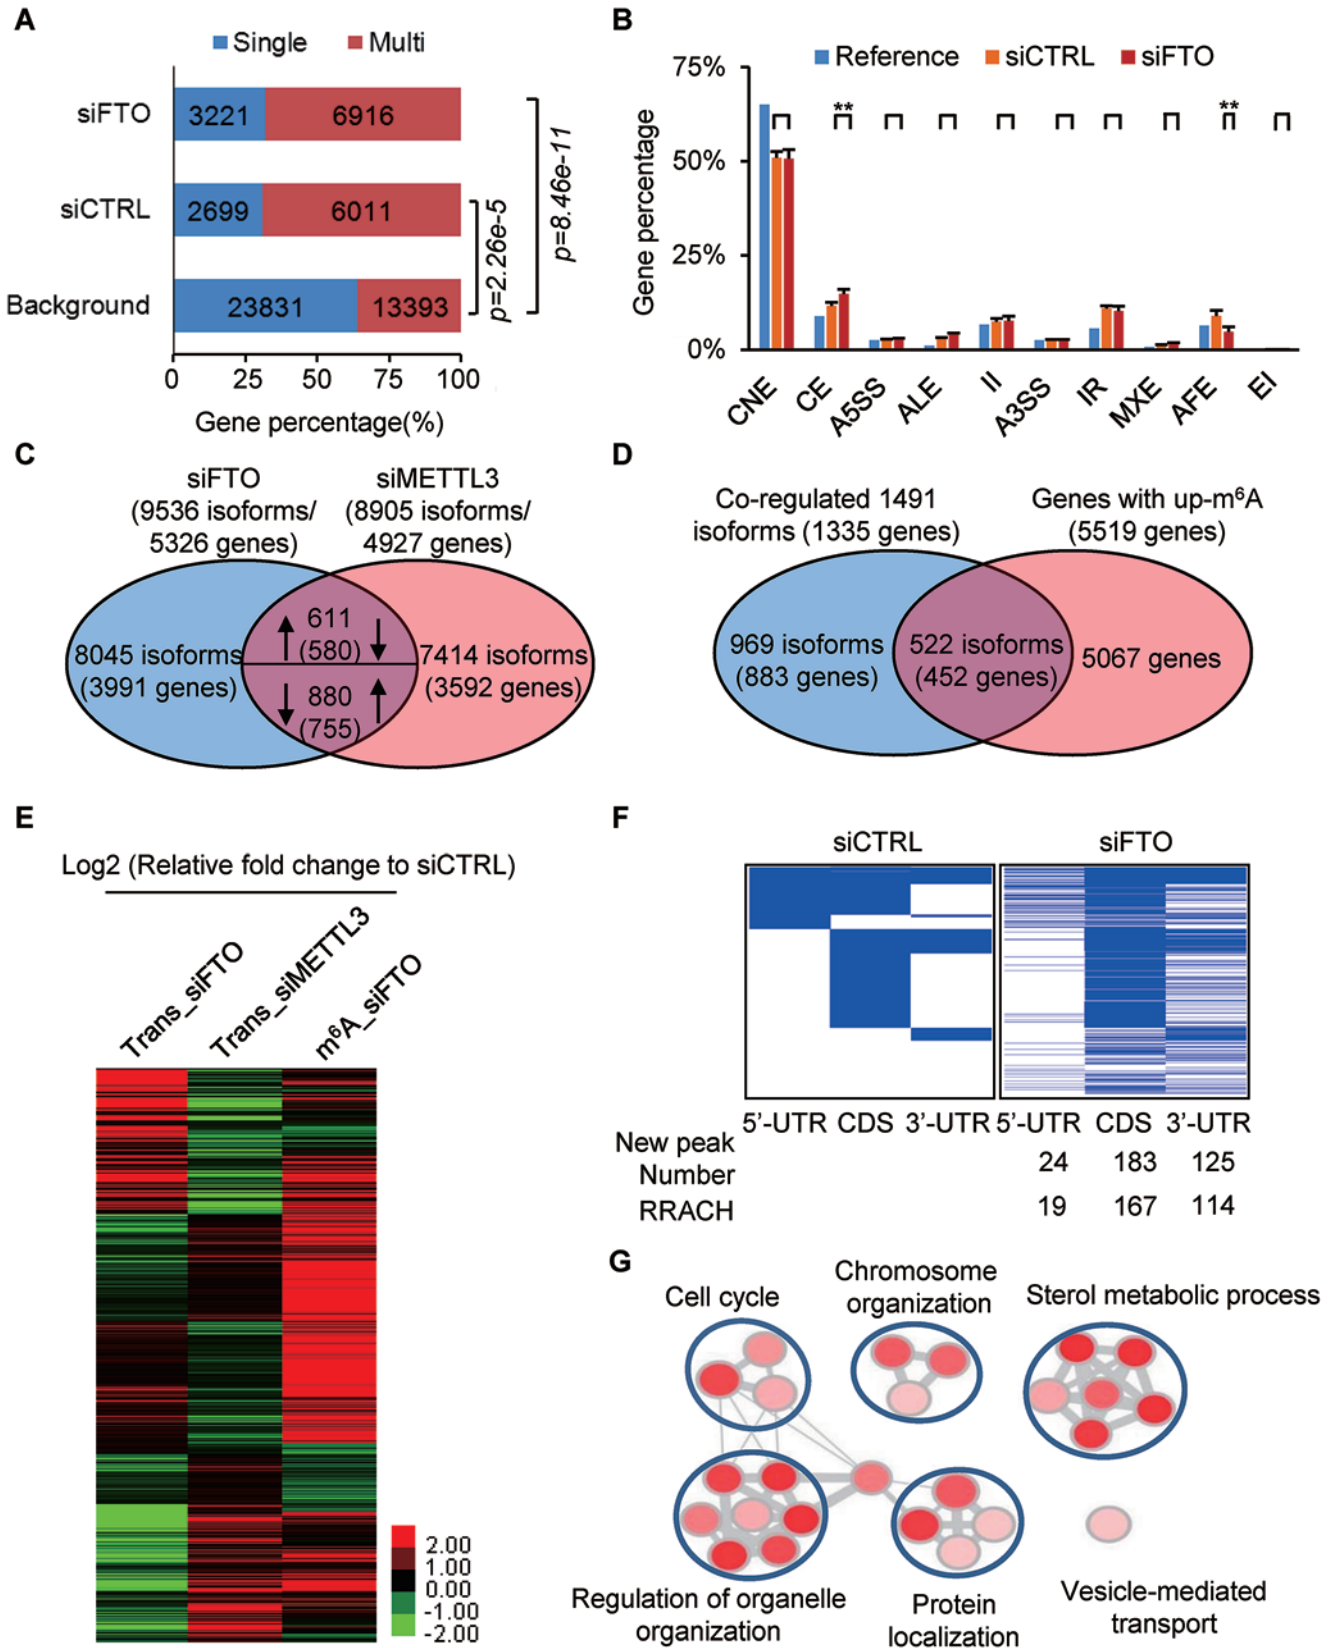 A
Single Multi
siFTO 3221 6916
siCTRL 2699 6011
Background 23831 13393
p=2.26e-5
p=8.46e-11
0 25 50 75 100
Gene percentage(%)
B
Reference siCTRL siFTO
75%
50%
25%
0%
Gene percentage
** **
CNE CE A5SS ALE II A3SS IR MXE AFE EI
C
siFTO
(9536 isoforms/
5326 genes)
siMETTL3
(8905 isoforms/
4927 genes)
8045 isoforms
(3991 genes)
611
(580)
880
(755)
7414 isoforms
(3592 genes)
D
Co-regulated 1491
isoforms (1335 genes)
Genes with up-m⁶A
(5519 genes)
969 isoforms
(883 genes)
522 isoforms
(452 genes)
5067 genes
E
Log2 (Relative fold change to siCTRL)
Trans_siFTO
Trans_siMETTL3
m⁶A_siFTO
2.00
1.00
0.00
-1.00
-2.00
F
siCTRL siFTO
5'-UTR CDS 3'-UTR 5'-UTR CDS 3'-UTR
New peak
Number 24 183 125
RRACH 19 167 114
G
Cell cycle
Chromosome
organization
Sterol metabolic process
Regulation of organelle
organization
Protein
localization
Vesicle-mediated
transport